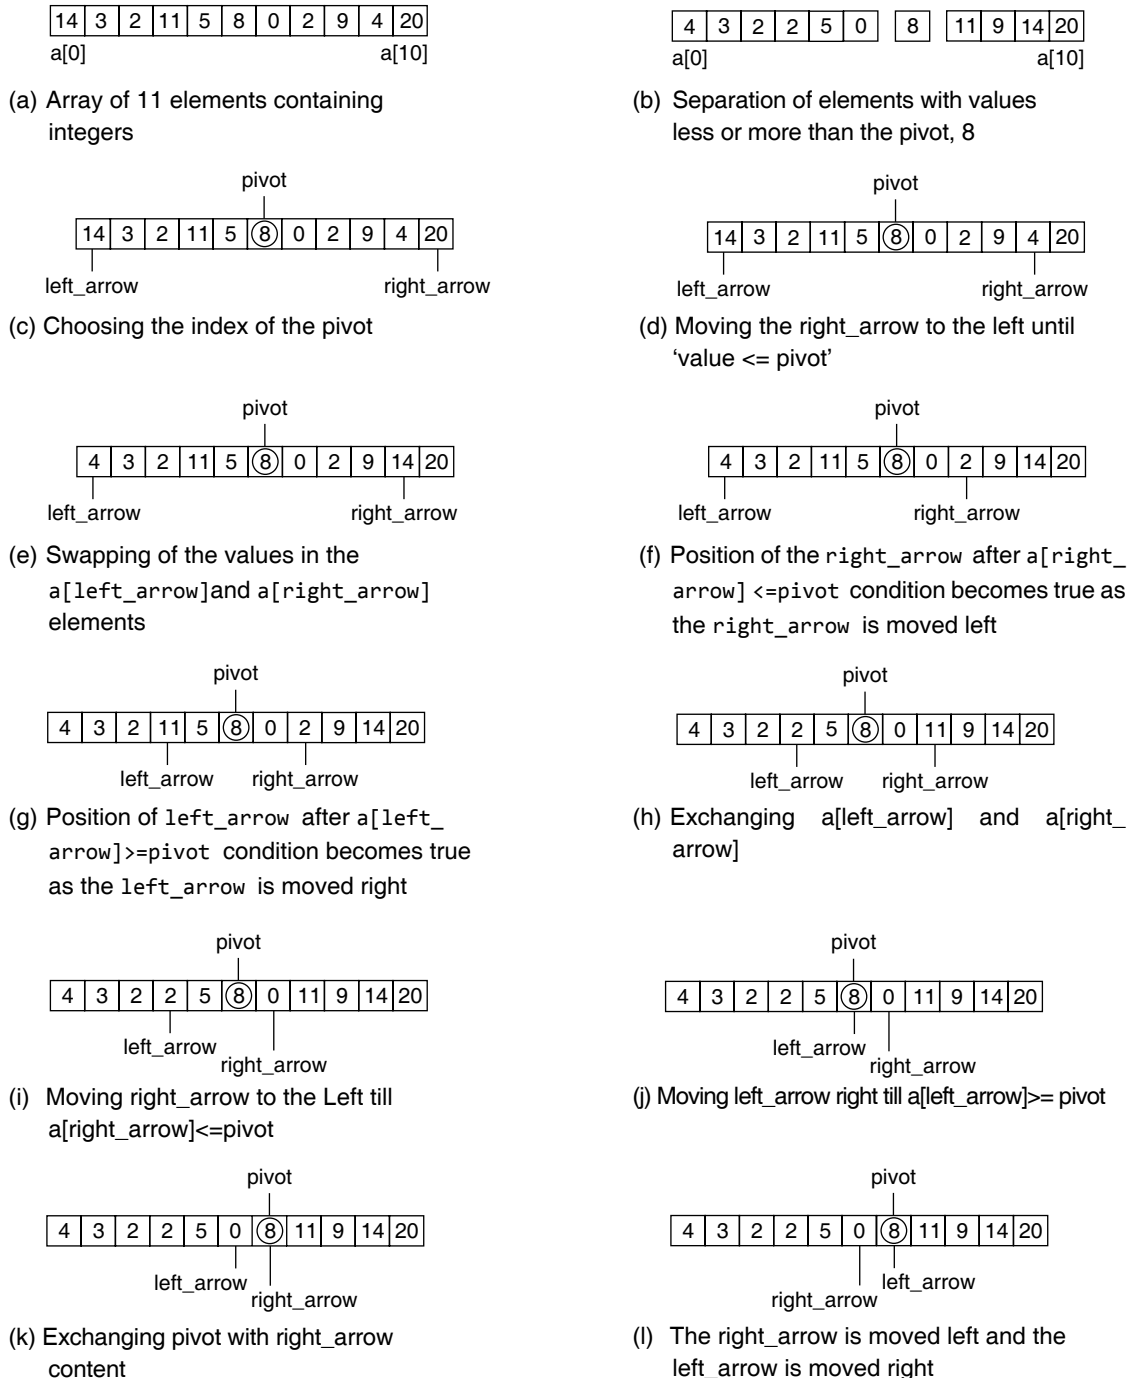 14 3 2 11 5 8 0 2 9 4 20
a[0] a[10]
(a) Array of 11 elements containing
integers
4 3 2 2 5 0 8 11 9 14 20
a[0] a[10]
(b) Separation of elements with values
less or more than the pivot, 8
pivot
14 3 2 11 5 8 0 2 9 4 20
left_arrow right_arrow
(c) Choosing the index of the pivot
pivot
14 3 2 11 5 8 0 2 9 4 20
left_arrow right_arrow
(d) Moving the right_arrow to the left until
‘value <= pivot’
pivot
4 3 2 11 5 8 0 2 9 14 20
left_arrow right_arrow
(e) Swapping of the values in the
a[left_arrow]and a[right_arrow]
elements
pivot
4 3 2 11 5 8 0 2 9 14 20
left_arrow right_arrow
(f) Position of the right_arrow after a[right_
arrow] <=pivot condition becomes true as
the right_arrow is moved left
pivot
4 3 2 11 5 8 0 2 9 14 20
left_arrow right_arrow
(g) Position of left_arrow after a[left_
arrow]>=pivot condition becomes true
as the left_arrow is moved right
pivot
4 3 2 2 5 8 0 11 9 14 20
left_arrow right_arrow
(h) Exchanging a[left_arrow] and a[right_
arrow]
pivot
4 3 2 2 5 8 0 11 9 14 20
left_arrow
right_arrow
(i) Moving right_arrow to the Left till
a[right_arrow]<=pivot
pivot
4 3 2 2 5 8 0 11 9 14 20
left_arrow
right_arrow
(j) Moving left_arrow right till a[left_arrow]>= pivot
pivot
4 3 2 2 5 0 8 11 9 14 20
left_arrow
right_arrow
(k) Exchanging pivot with right_arrow
content
pivot
4 3 2 2 5 0 8 11 9 14 20
left_arrow
right_arrow
(l) The right_arrow is moved left and the
left_arrow is moved right